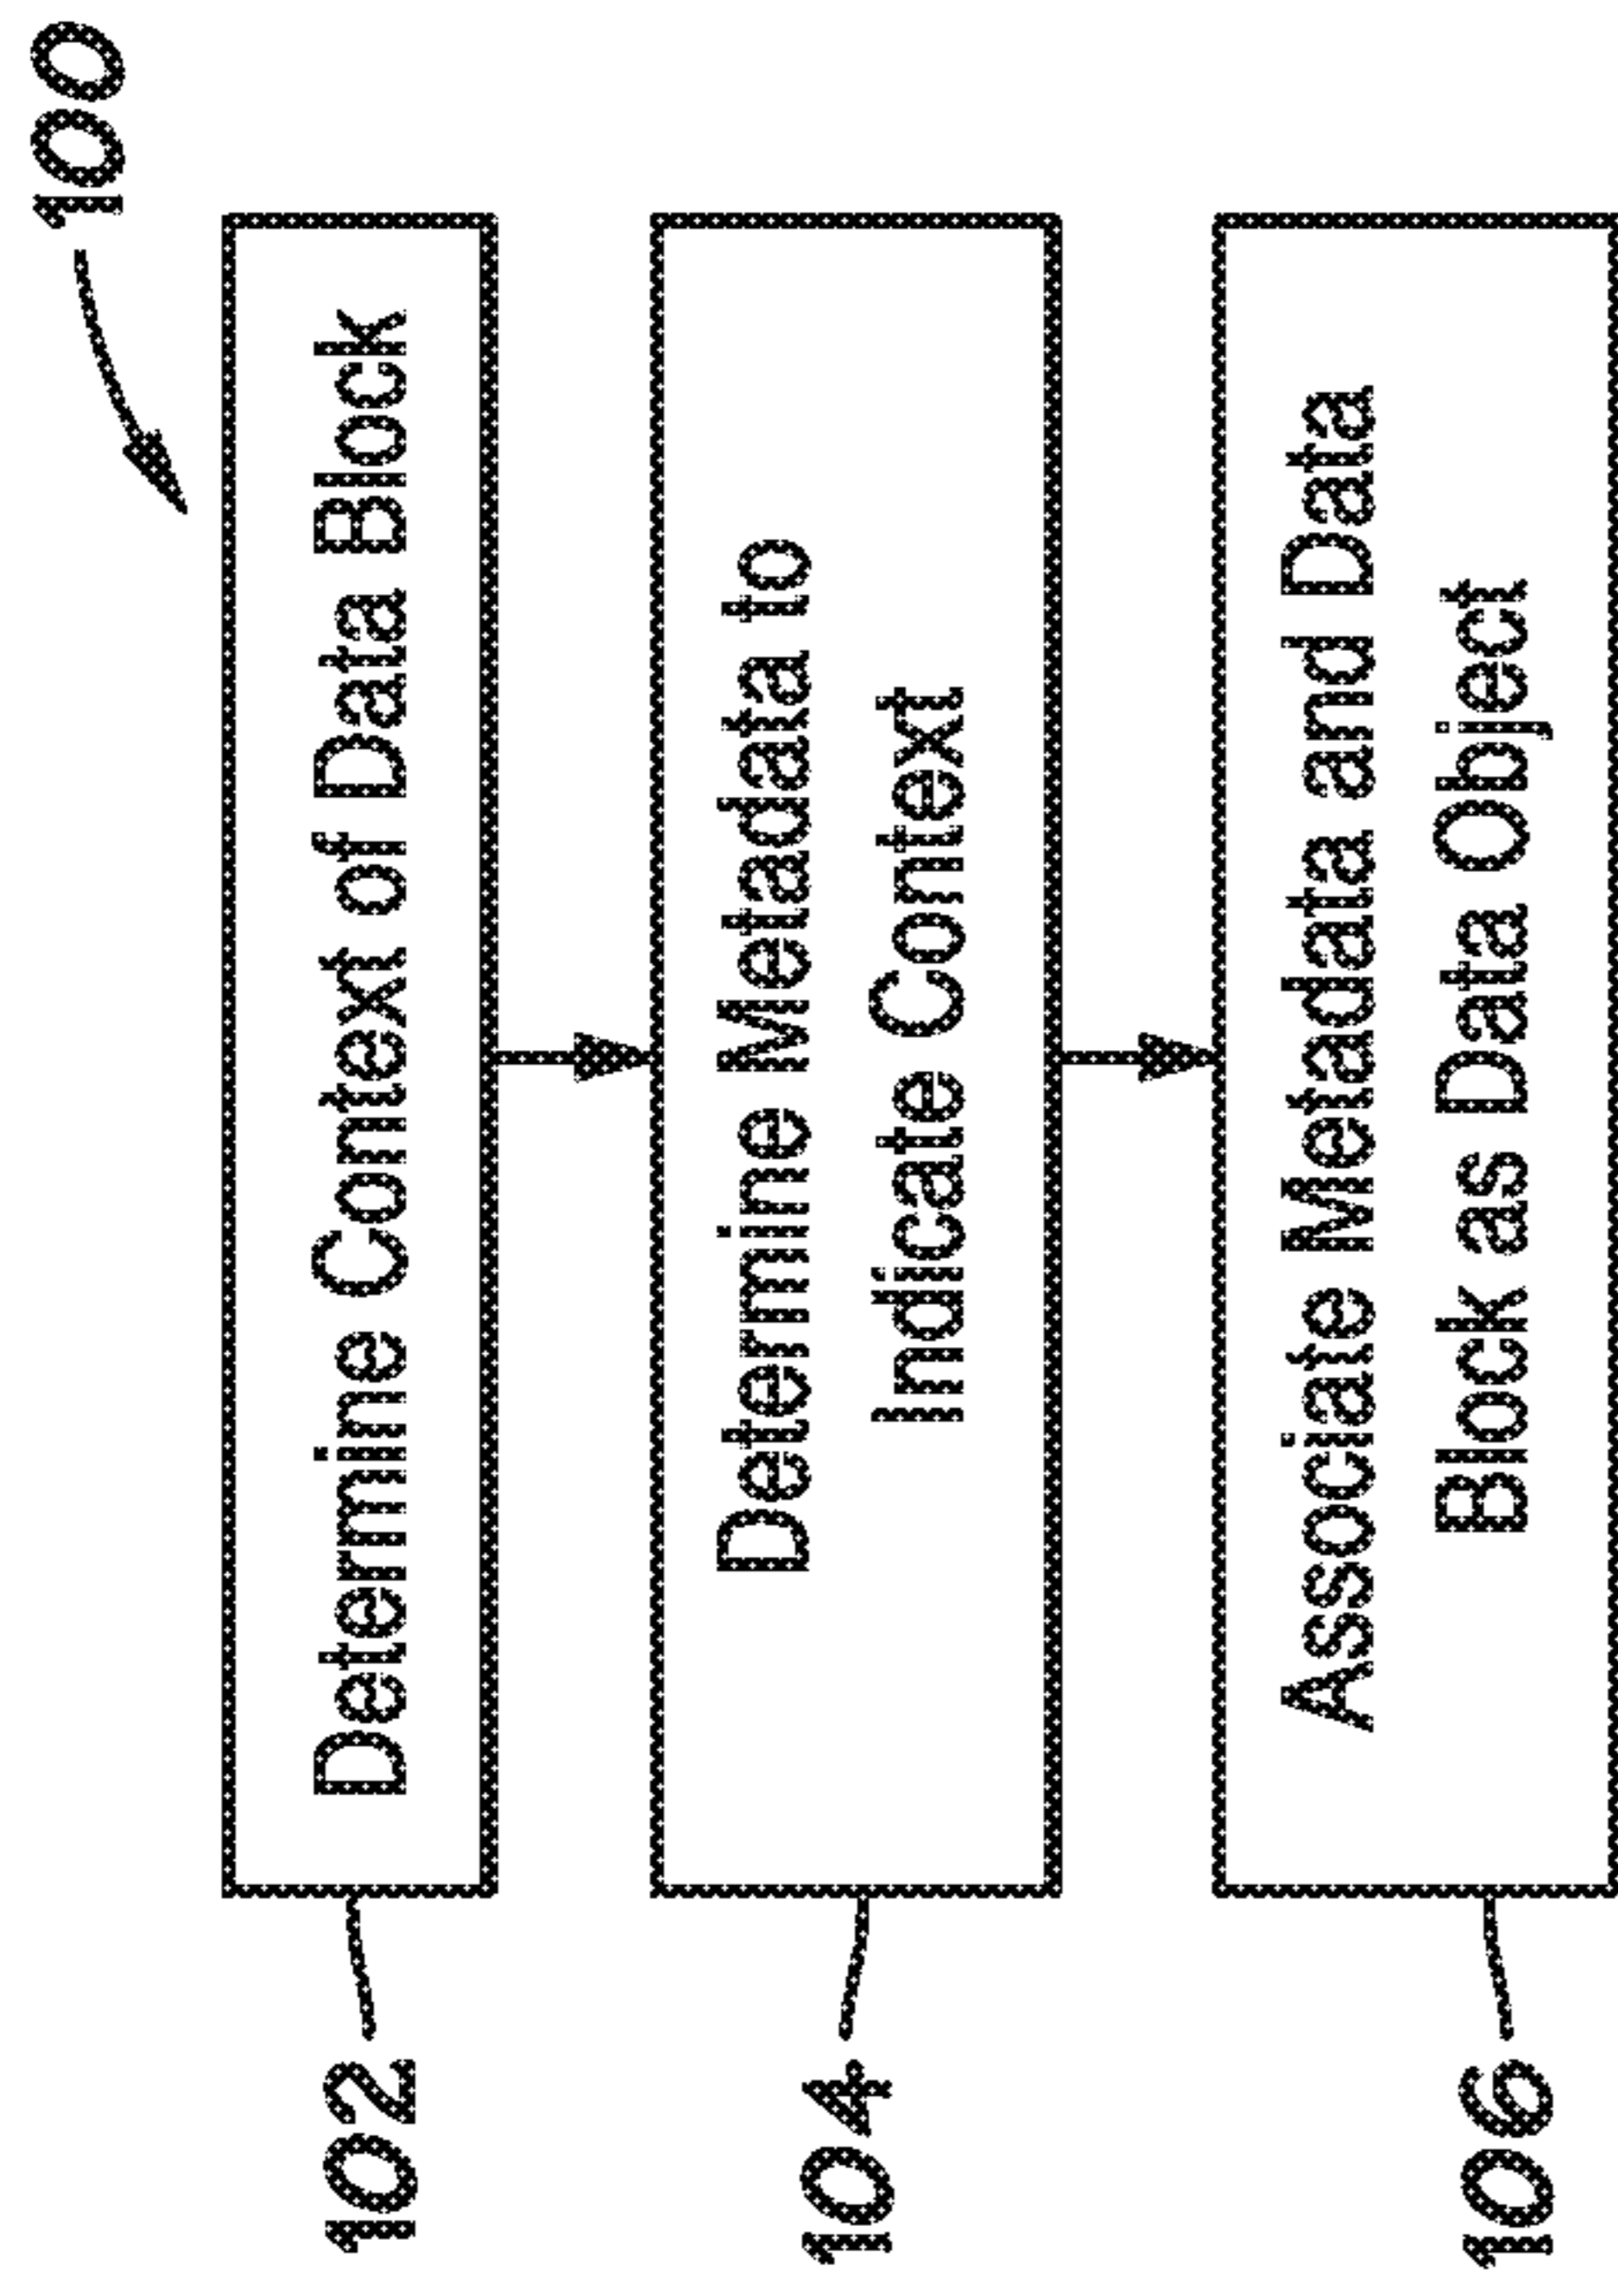 100
102
Determine Context of Data Block
104
Determine Metadata to
Indicate Context
106
Associate Metadata and Data
Block as Data Object